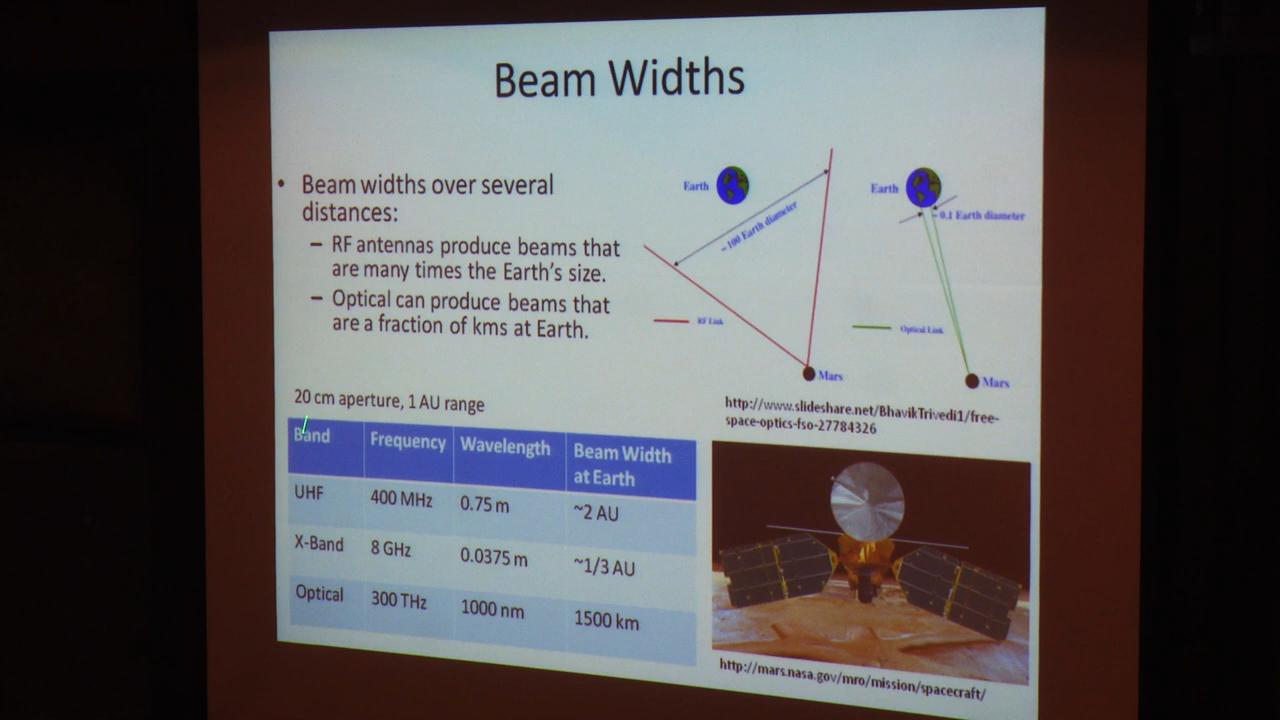 Beam Widths
• Beam widths over several
distances:
– RF antennas produce beams that
are many times the Earth's size.
– Optical can produce beams that
are a fraction of kms at Earth.
Earth
~ 100 Earth diameter
RF Link
Mars
Earth
~ 0.1 Earth diameter
Optical Link
Mars
http://www.slideshare.net/BhavikTrivedi1/free-
space-optics-fso-27784326
20 cm aperture, 1 AU range
Band Frequency Wavelength Beam Width
at Earth
UHF 400 MHz 0.75 m ~2 AU
X-Band 8 GHz 0.0375 m ~1/3 AU
Optical 300 THz 1000 nm 1500 km
http://mars.nasa.gov/mro/mission/spacecraft/